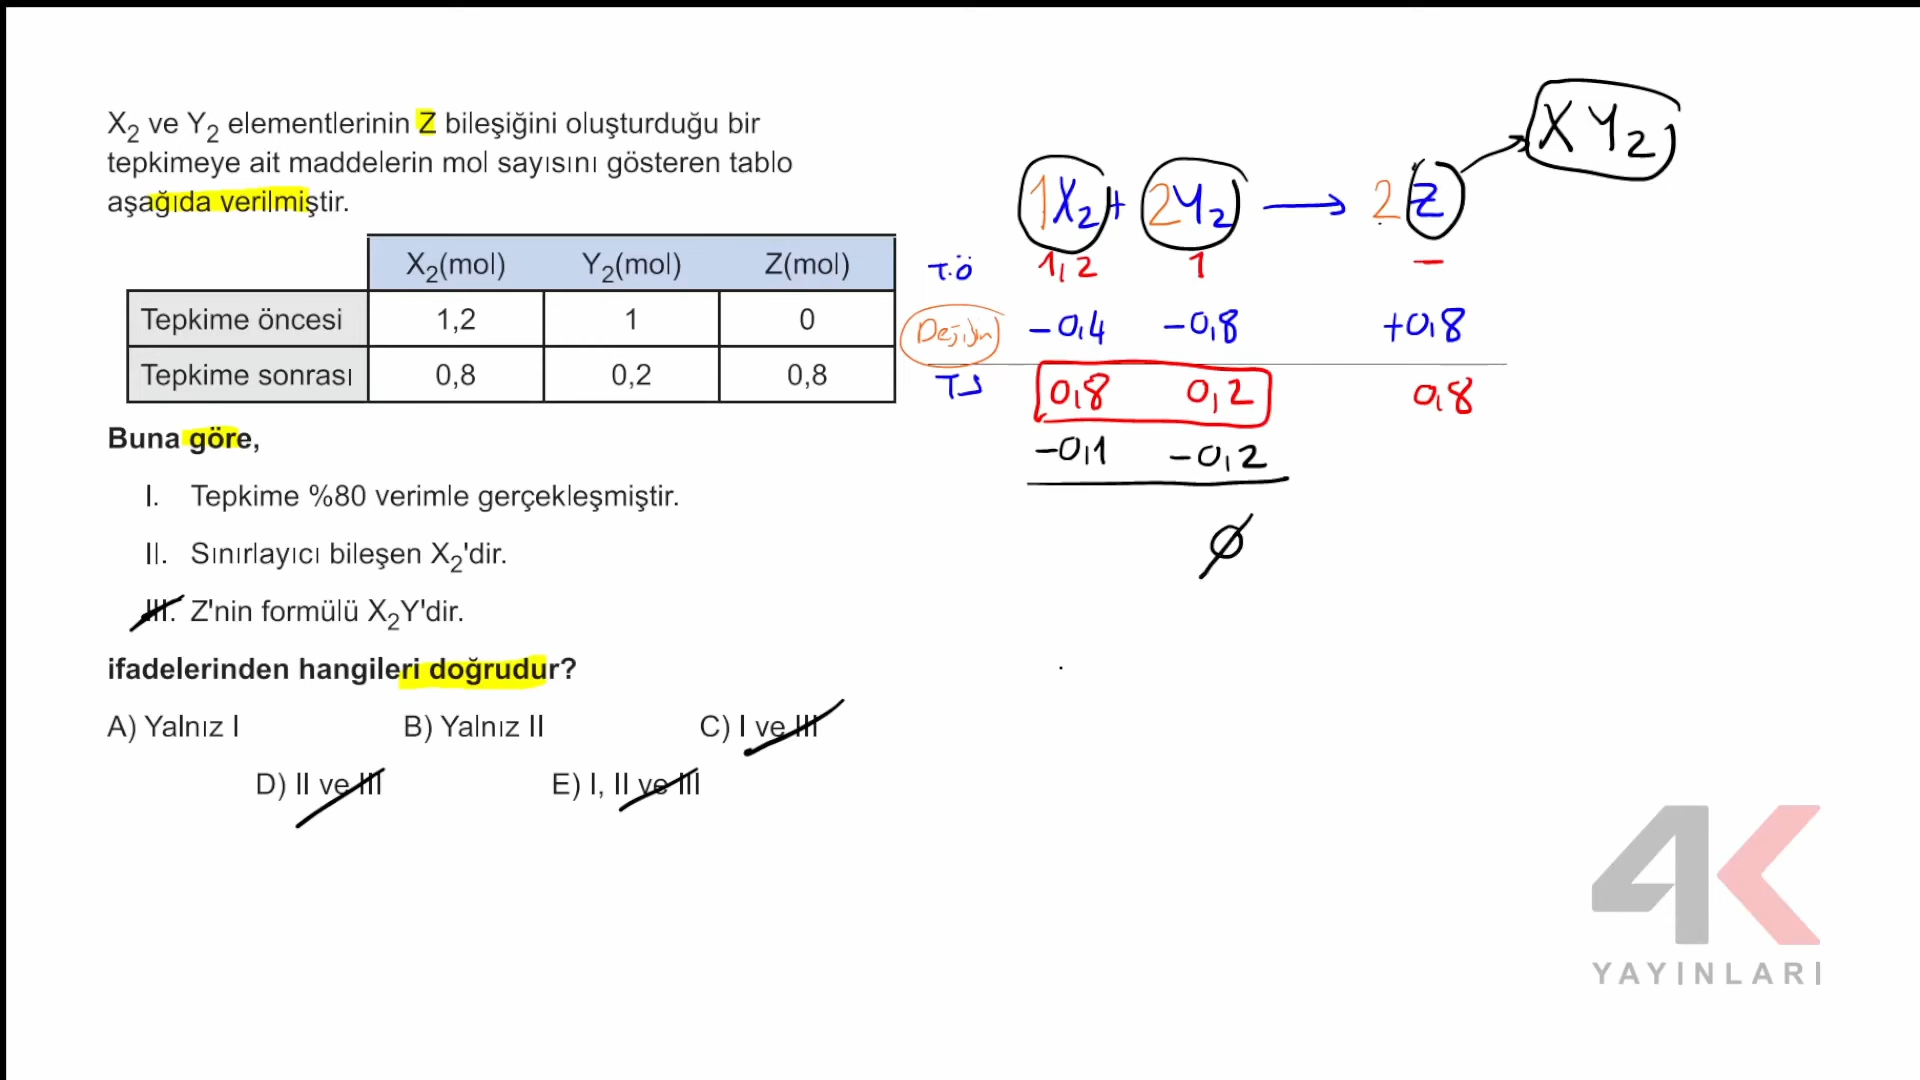 X₂ ve Y₂ elementlerinin Z bileşiğini oluşturduğu bir
tepkimeye ait maddelerin mol sayısını gösteren tablo
aşağıda verilmiştir.
X₂(mol) Y₂(mol) Z(mol)
Tepkime öncesi 1,2 1 0
Tepkime sonrası 0,8 0,2 0,8
Buna göre,
I. Tepkime %80 verimle gerçekleşmiştir.
II. Sınırlayıcı bileşen X₂'dir.
III. Z'nin formülü X₂Y'dir.
ifadelerinden hangileri doğrudur?
A) Yalnız I B) Yalnız II C) I ve III
D) II ve III E) I, II ve III
XY₂
1X₂ + 2Y₂ → 2Z
T.Ö 1,2 1 –
Değişim -0,4 -0,8 +0,8
TS 0,8 0,2 0,8
-0,1 -0,2
∅
4K
YAYINLARI